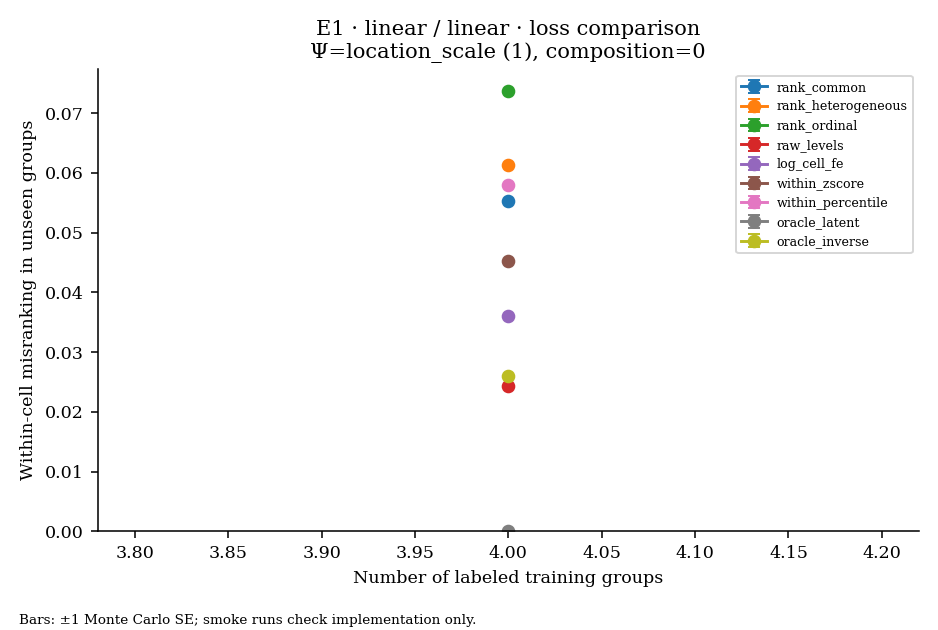 E1 · linear / linear · loss comparison
Ψ=location_scale (1), composition=0
Within-cell misranking in unseen groups
0.07
0.06
0.05
0.04
0.03
0.02
0.01
0.00
rank_common
rank_heterogeneous
rank_ordinal
raw_levels
log_cell_fe
within_zscore
within_percentile
oracle_latent
oracle_inverse
3.80 3.85 3.90 3.95 4.00 4.05 4.10 4.15 4.20
Number of labeled training groups
Bars: ±1 Monte Carlo SE; smoke runs check implementation only.